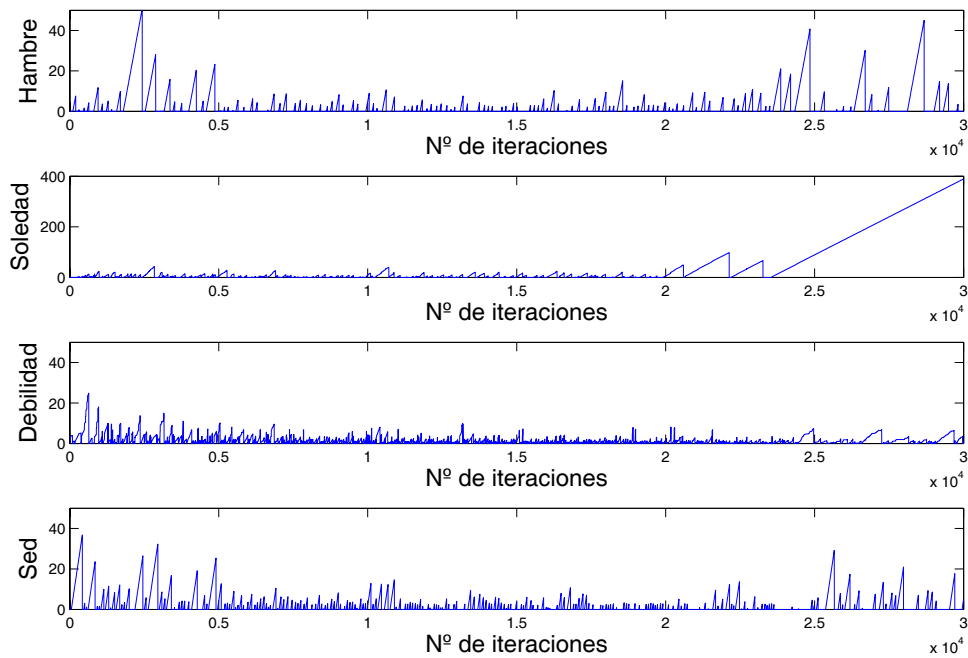 40
20
0
Hambre
0 0.5 1 1.5 2 2.5 3
Nº de iteraciones
x 10⁴
400
200
0
Soledad
0 0.5 1 1.5 2 2.5 3
Nº de iteraciones
x 10⁴
40
20
0
Debilidad
0 0.5 1 1.5 2 2.5 3
Nº de iteraciones
x 10⁴
40
20
0
Sed
0 0.5 1 1.5 2 2.5 3
Nº de iteraciones
x 10⁴